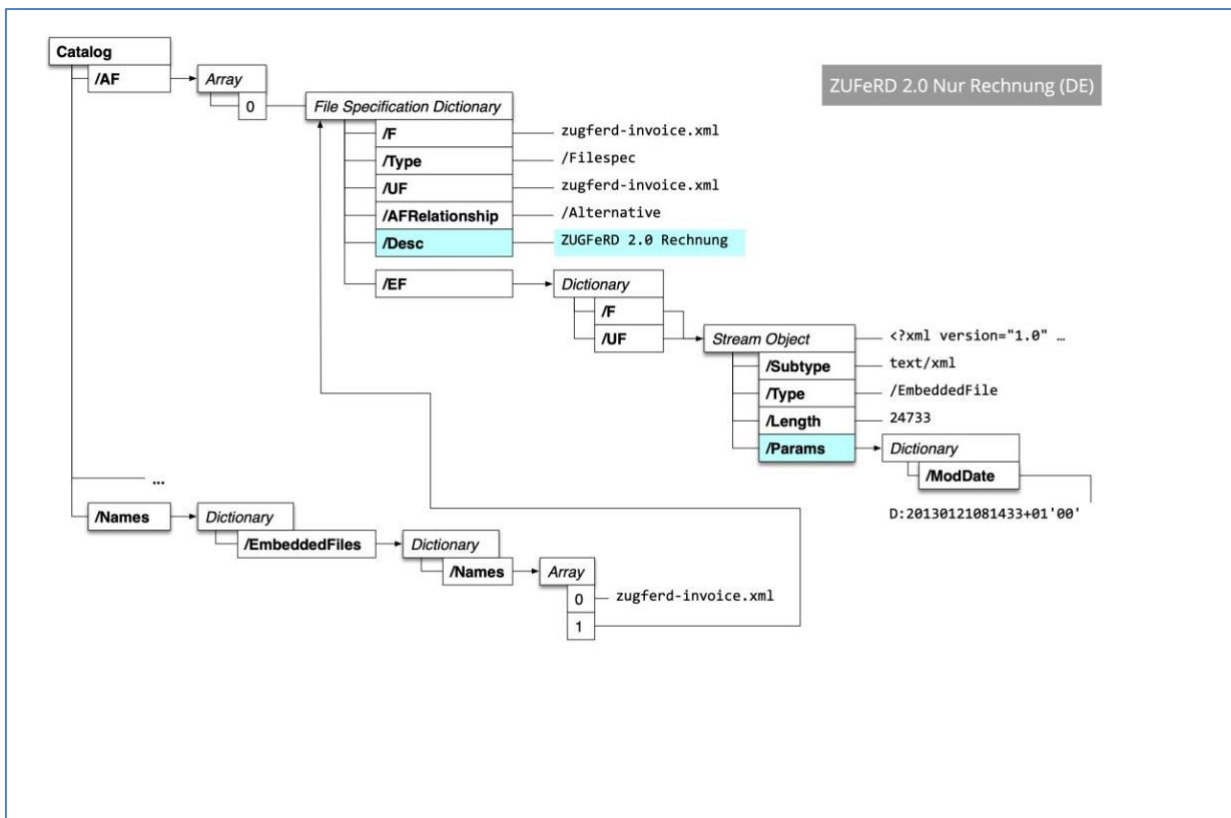 Catalog
/AF
Array
0
ZUFeRD 2.0 Nur Rechnung (DE)
File Specification Dictionary
/F
zugferd-invoice.xml
/Type
/Filespec
/UF
zugferd-invoice.xml
/AFRelationship
/Alternative
/Desc
ZUGFeRD 2.0 Rechnung
/EF
Dictionary
/F
/UF
Stream Object
<?xml version="1.0" …
/Subtype
text/xml
/Type
/EmbeddedFile
/Length
24733
/Params
Dictionary
/ModDate
D:20130121081433+01'00'
...
/Names
Dictionary
/EmbeddedFiles
Dictionary
/Names
Array
0
zugferd-invoice.xml
1